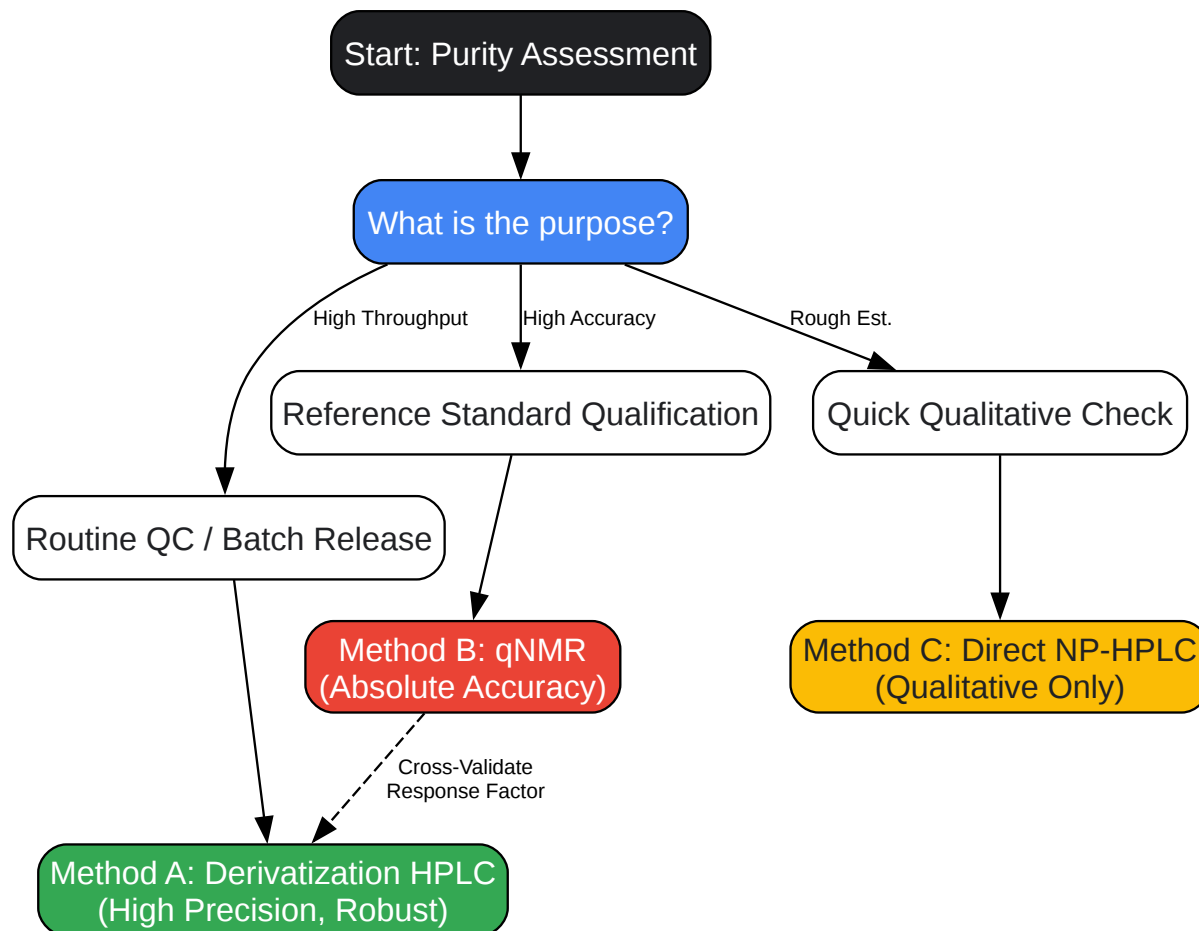 Start: Purity Assessment
What is the purpose?
High Throughput
High Accuracy
Rough Est.
Reference Standard Qualification
Quick Qualitative Check
Routine QC / Batch Release
Method B: qNMR
(Absolute Accuracy)
Method C: Direct NP-HPLC
(Qualitative Only)
Cross-Validate
Response Factor
Method A: Derivatization HPLC
(High Precision, Robust)